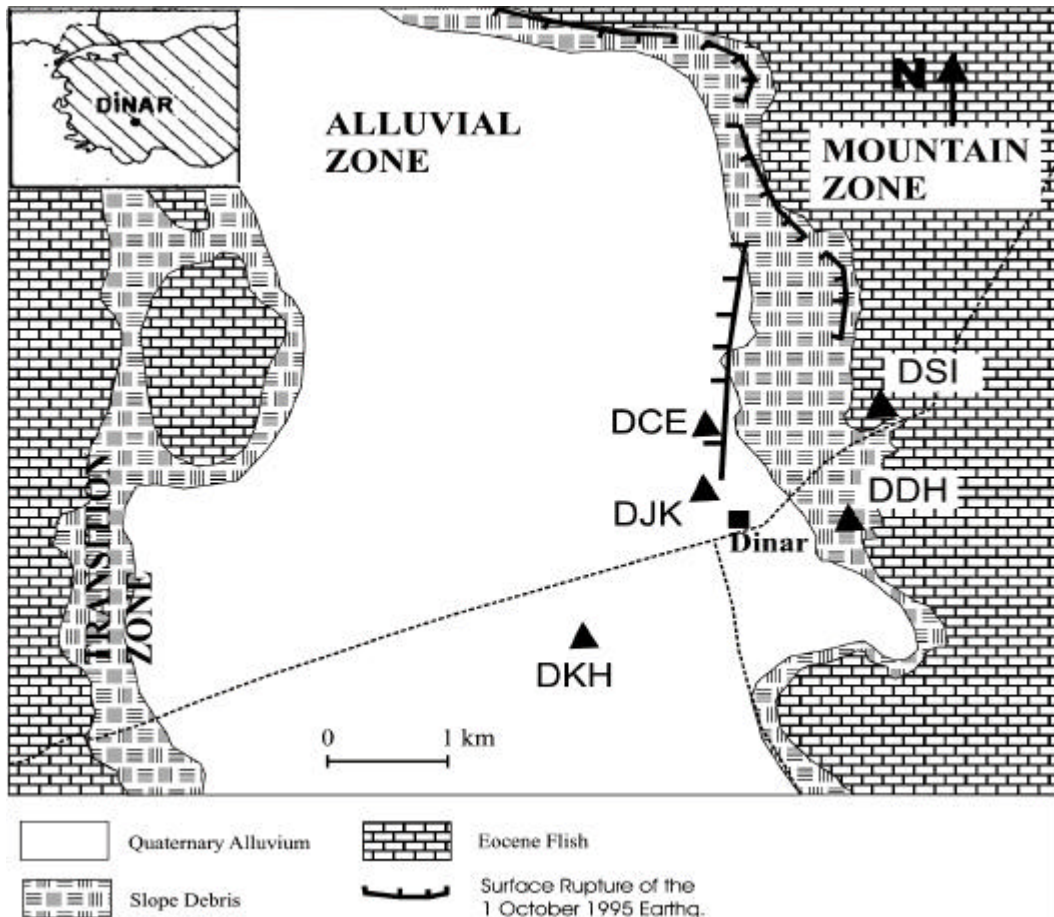 DİNAR
ALLUVIAL
ZONE
N
MOUNTAIN
ZONE
DSI
DCE
DDH
DJK
Dinar
TRANSITION
ZONE
DKH
0 1 km
Quaternary Alluvium
Eocene Flish
Slope Debris
Surface Rupture of the
1 October 1995 Earthq.